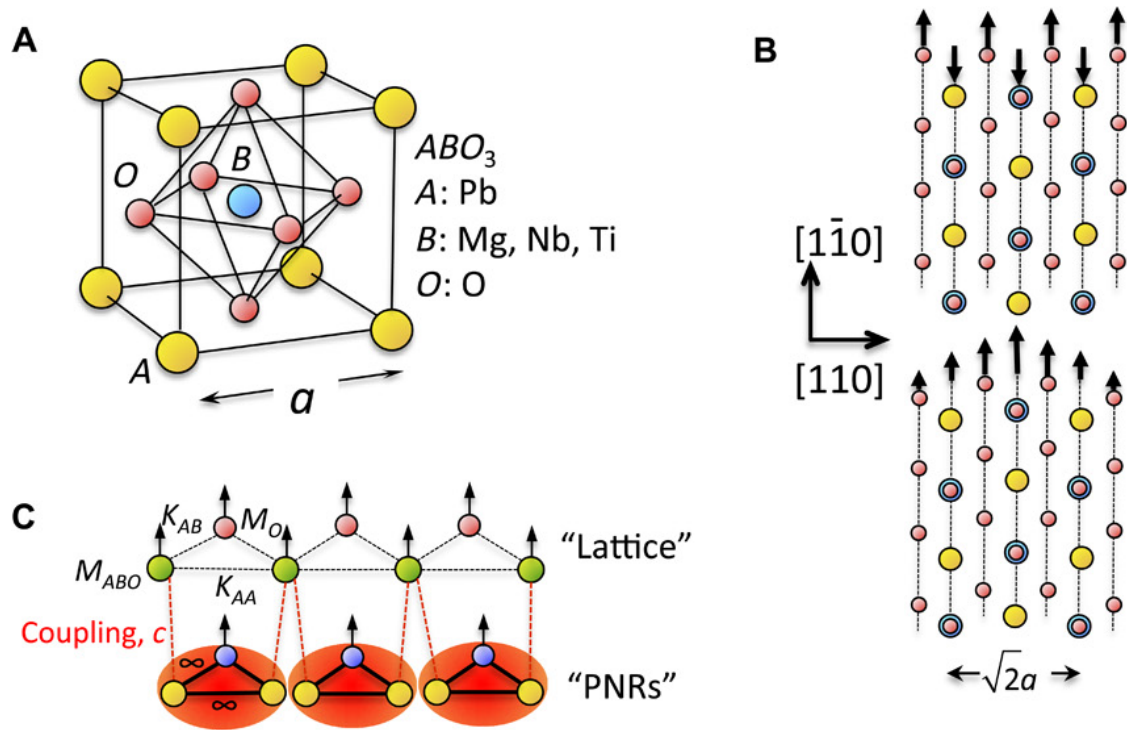 A
B
O
B
ABO₃
A: Pb
B: Mg, Nb, Ti
O: O
A
a
[11̄0]
[110]
√2a
C
K_AB
M_O
"Lattice"
M_ABO
K_AA
Coupling, c
∞
"PNRs"
∞